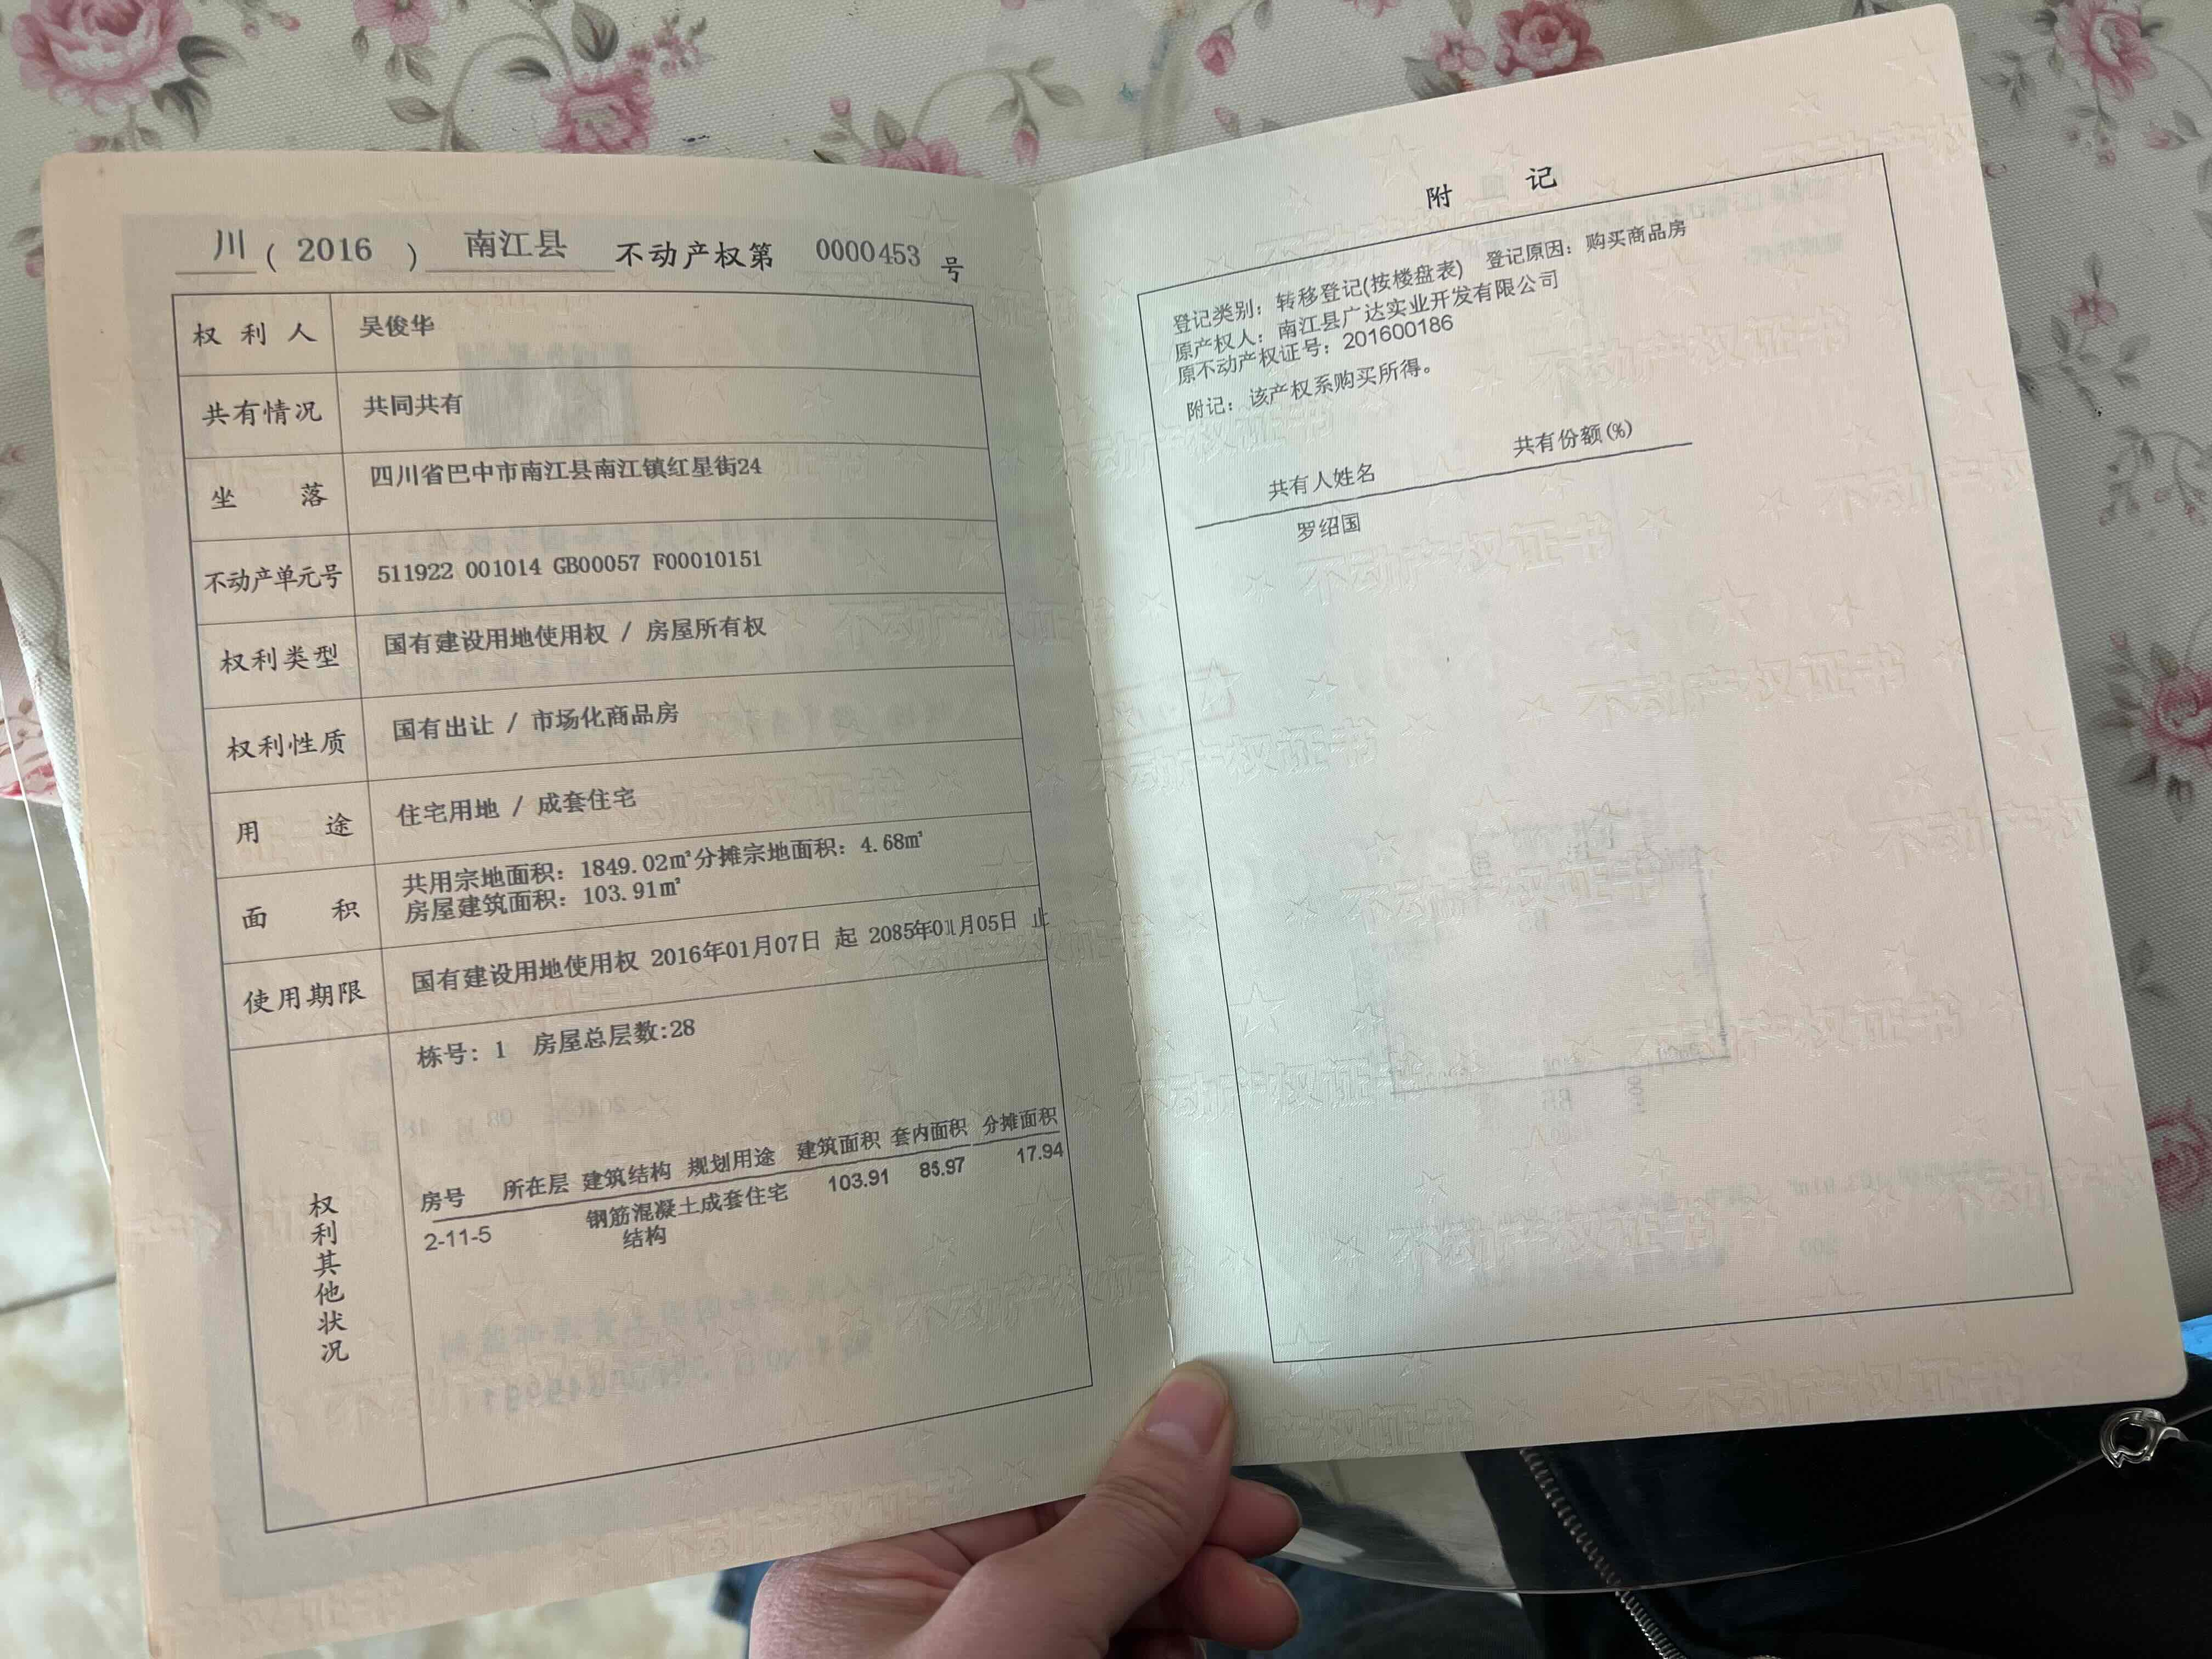 川 ( 2016 ) 南江县 不动产权第 0000453 号
权利人 吴俊华
共有情况 共同共有
坐落 四川省巴中市南江县南江镇红星街24
不动产单元号 511922 001014 GB00057 F00010151
权利类型 国有建设用地使用权 / 房屋所有权
权利性质 国有出让 / 市场化商品房
用途 住宅用地 / 成套住宅
面积 共用宗地面积：1849.02㎡分摊宗地面积：4.68㎡
房屋建筑面积：103.91㎡
使用期限 国有建设用地使用权 2016年01月07日 起 2085年01月05日 止
权利其他状况
栋号：1 房屋总层数:28
房号 所在层 建筑结构 规划用途 建筑面积 套内面积 分摊面积
2-11-5 钢筋混凝土成套住宅 103.91 85.97 17.94
结构
附 记
登记类别：转移登记(按楼盘表) 登记原因：购买商品房
原产权人：南江县广达实业开发有限公司
原不动产权证号：201600186
附记：该产权系购买所得。
共有人姓名 共有份额(%)
罗绍国
不动产权证书